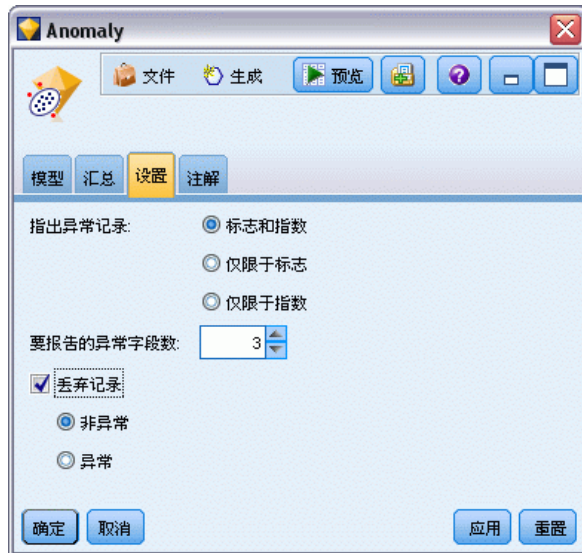 Anomaly
文件 生成 预览
模型 汇总 设置 注解
指出异常记录: 标志和指数
仅限于标志
仅限于指数
要报告的异常字段数: 3
丢弃记录
非异常
异常
确定 取消 应用 重置